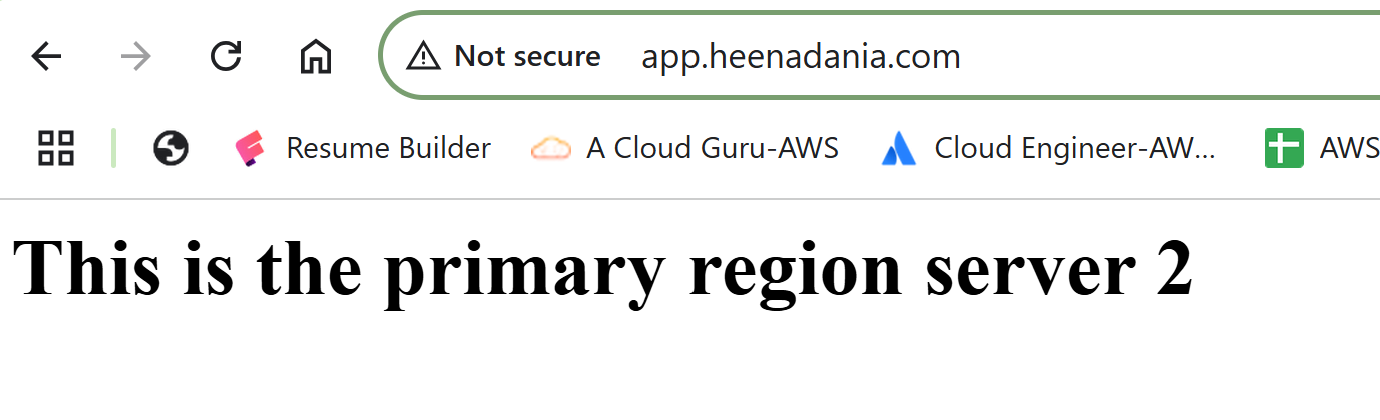 Not secure app.heenadania.com
Resume Builder A Cloud Guru-AWS Cloud Engineer-AW... AWS
This is the primary region server 2